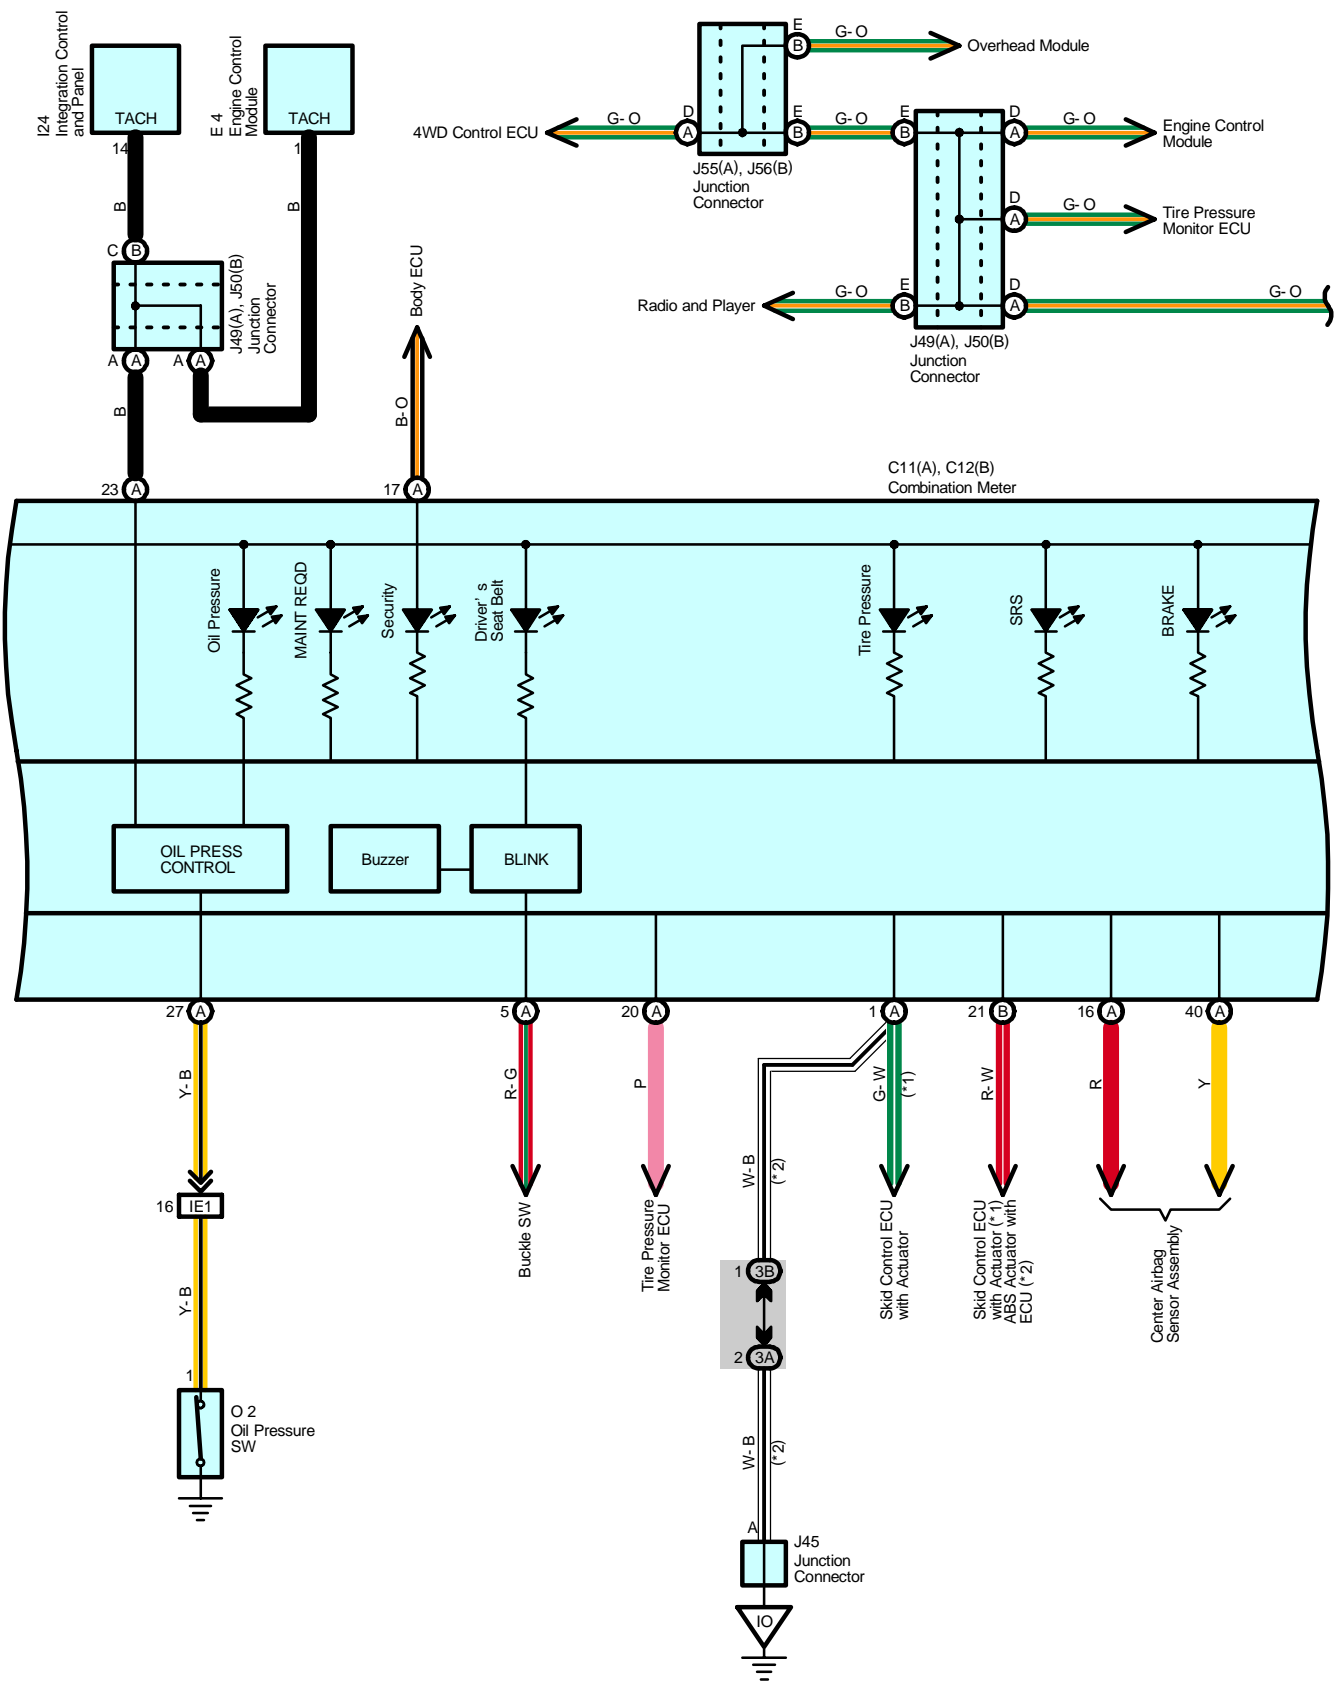 I24
Integration Control
and Panel
TACH
14
E 4
Engine Control
Module
TACH
1
B
B
C
B
J49(A), J50(B)
Junction
Connector
A
A
A
A
B
Body ECU
B- O
E
B
G- O
Overhead Module
4WD Control ECU
G- O
D
A
E
B
G- O
E
B
D
A
G- O
Engine Control
Module
J55(A), J56(B)
Junction
Connector
D
A
G- O
Tire Pressure
Monitor ECU
Radio and Player
G- O
E
B
D
A
G- O
J49(A), J50(B)
Junction
Connector
C11(A), C12(B)
Combination Meter
23
A
17
A
Oil Pressure
MAINT REQD
Security
Driver' s
Seat Belt
Tire Pressure
SRS
BRAKE
OIL PRESS
CONTROL
Buzzer
BLINK
27
A
5
A
20
A
1
A
21
B
16
A
40
A
Y- B
R- G
P
W- B
(*2)
G- W
(*1)
R- W
R
Y
16
IE1
Buckle SW
Tire Pressure
Monitor ECU
Skid Control ECU
with Actuator
Skid Control ECU
with Actuator (*1)
ABS Actuator with
ECU (*2)
Center Airbag
Sensor Assembly
1
3B
2
3A
Y- B
1
O 2
Oil Pressure
SW
W- B
(*2)
A
J45
Junction
Connector
IO